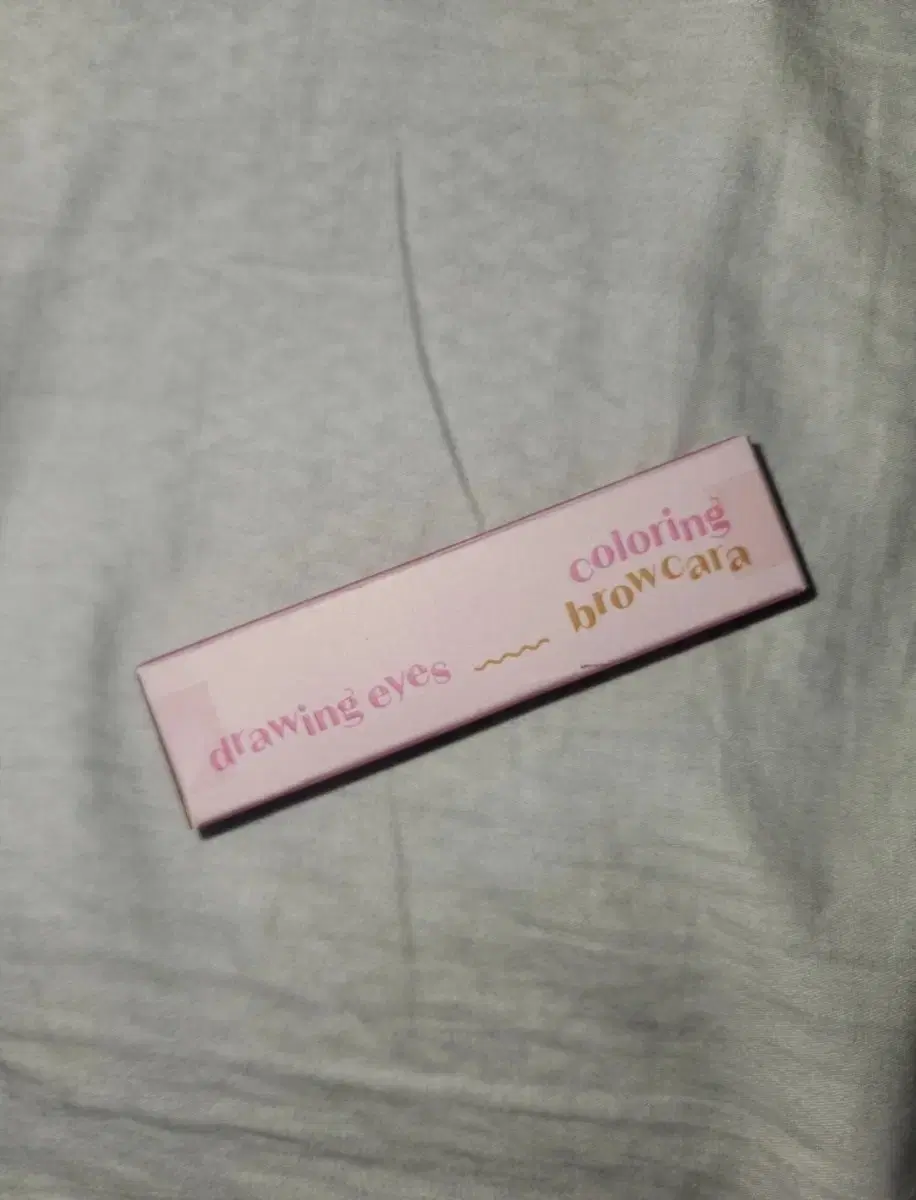 drawing eyes
coloring
browcara